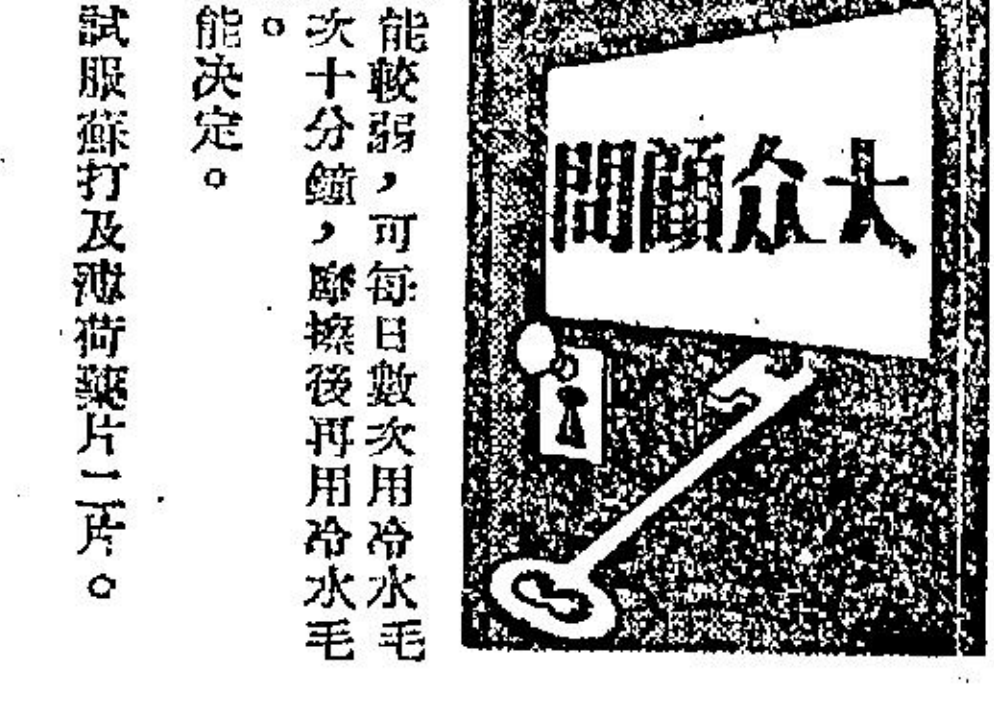 大众顧問
能較弱，可每日數次用冷水毛
次十分鐘，摩擦後再用冷水毛
。
能決定。
試服蘇打及薄荷藥片二片。